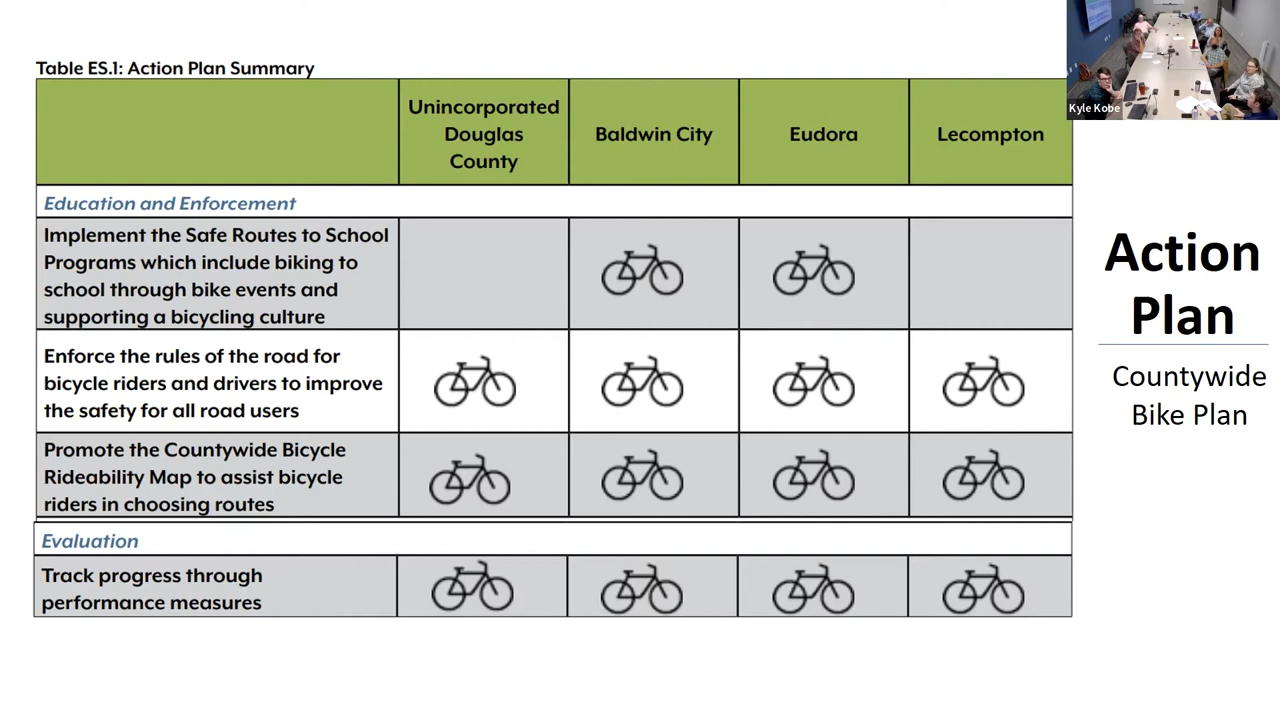 Table ES.1: Action Plan Summary
Unincorporated
Douglas
County
Baldwin City
Eudora
Lecompton
Education and Enforcement
Implement the Safe Routes to School
Programs which include biking to
school through bike events and
supporting a bicycling culture
Enforce the rules of the road for
bicycle riders and drivers to improve
the safety for all road users
Promote the Countywide Bicycle
Rideability Map to assist bicycle
riders in choosing routes
Evaluation
Track progress through
performance measures
Kyle Kobe
Action
Plan
Countywide
Bike Plan